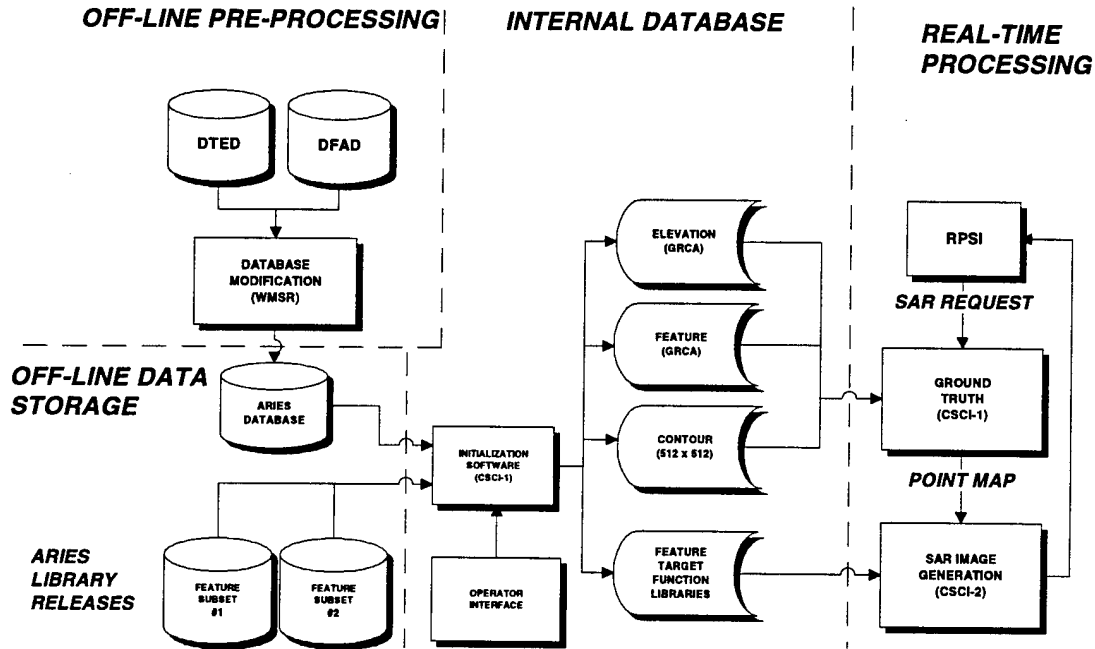 OFF-LINE PRE-PROCESSING
INTERNAL DATABASE
REAL-TIME
PROCESSING
DTED
DFAD
DATABASE
MODIFICATION
(WMSR)
ELEVATION
(GRCA)
RPSI
SAR REQUEST
FEATURE
(GRCA)
OFF-LINE DATA
STORAGE
ARIES
DATABASE
GROUND
TRUTH
(CSCI-1)
INITIALIZATION
SOFTWARE
(CSCI-1)
CONTOUR
(512 x 512)
POINT MAP
ARIES
LIBRARY
RELEASES
FEATURE
SUBSET
#1
FEATURE
SUBSET
#2
OPERATOR
INTERFACE
FEATURE
TARGET
FUNCTION
LIBRARIES
SAR IMAGE
GENERATION
(CSCI-2)